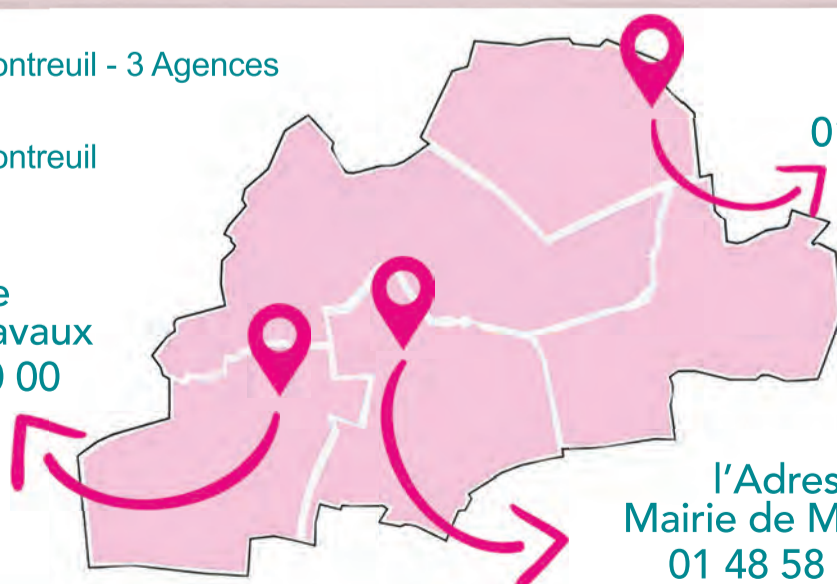 ontreuil - 3 Agences
ontreuil
0
e
avaux
0 00
l'Adres
Mairie de M
01 48 58